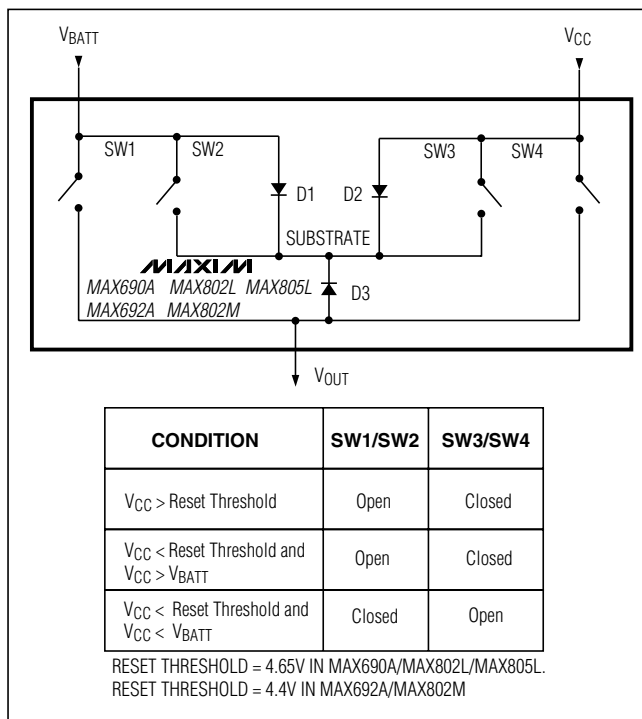 VBATT
VCC
SW1
SW2
SW3
SW4
D1
D2
SUBSTRATE
MAXIM
MAX690A MAX802L MAX805L
MAX692A MAX802M
D3
VOUT
CONDITION SW1/SW2 SW3/SW4
VCC > Reset Threshold Open Closed
VCC < Reset Threshold and
VCC > VBATT Open Closed
VCC < Reset Threshold and
VCC < VBATT Closed Open
RESET THRESHOLD = 4.65V IN MAX690A/MAX802L/MAX805L.
RESET THRESHOLD = 4.4V IN MAX692A/MAX802M